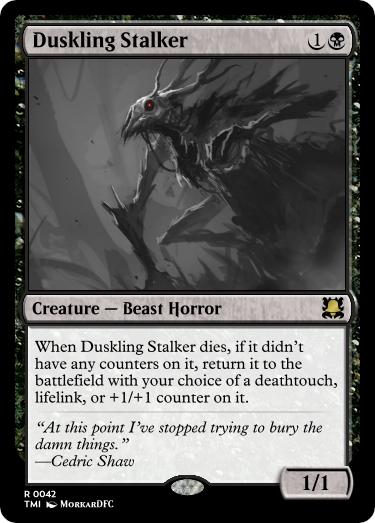 Duskling Stalker 1
Creature — Beast Horror
When Duskling Stalker dies, if it didn't
have any counters on it, return it to the
battlefield with your choice of a deathtouch,
lifelink, or +1/+1 counter on it.
"At this point I've stopped trying to bury the
damn things."
—Cedric Shaw
1/1
R 0042
TMI MorkarDFC